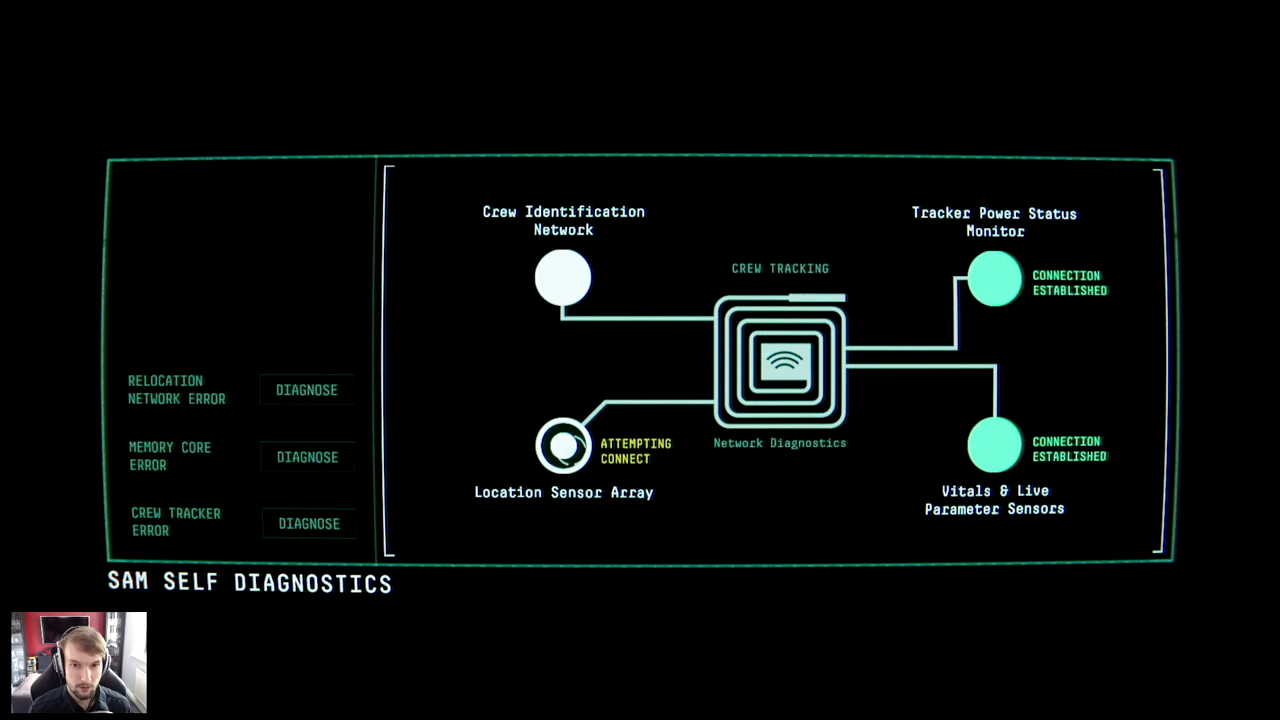 Crew Identification
Network
Tracker Power Status
Monitor
CREW TRACKING
CONNECTION
ESTABLISHED
RELOCATION
NETWORK ERROR
DIAGNOSE
MEMORY CORE
ERROR
DIAGNOSE
CREW TRACKER
ERROR
DIAGNOSE
ATTEMPTING
CONNECT
Network Diagnostics
CONNECTION
ESTABLISHED
Location Sensor Array
Vitals & Live
Parameter Sensors
SAM SELF DIAGNOSTICS